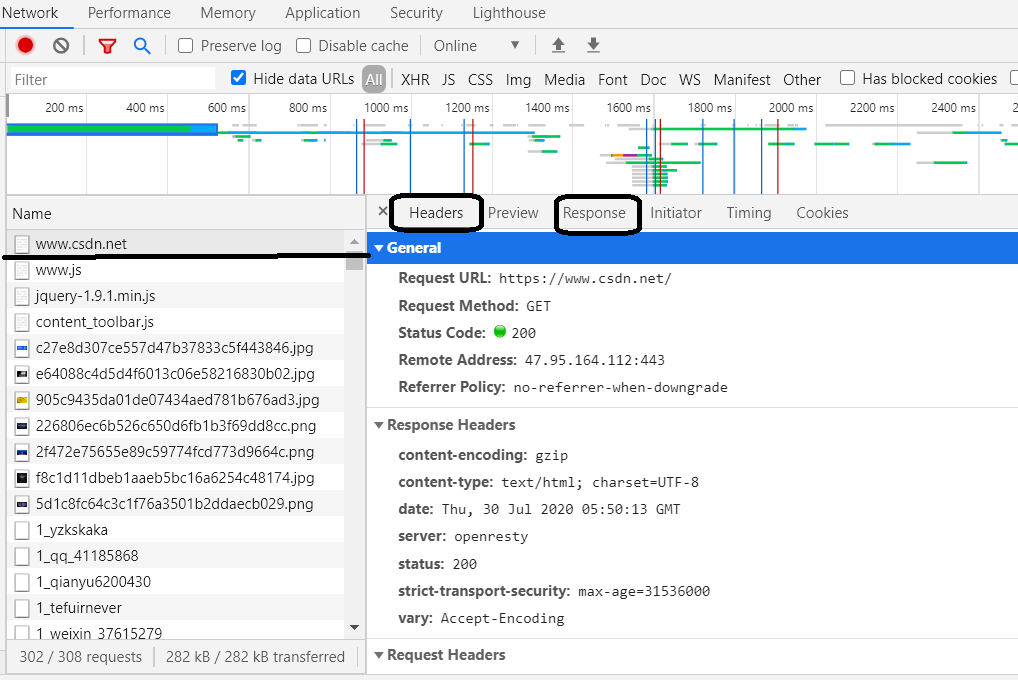 Network Performance Memory Application Security Lighthouse
Preserve log Disable cache Online
Filter Hide data URLs All XHR JS CSS Img Media Font Doc WS Manifest Other Has blocked cookies
200 ms 400 ms 600 ms 800 ms 1000 ms 1200 ms 1400 ms 1600 ms 1800 ms 2000 ms 2200 ms 2400 ms 2
Name
www.csdn.net
www.js
jquery-1.9.1.min.js
content_toolbar.js
c27e8d307ce557d47b37833c5f443846.jpg
e64088c4d5d4f6013c06e58216830b02.jpg
905c9435da01de07434aed781b676ad3.jpg
226806ec6b526c650d6fb1b3f69dd8cc.png
2f472e75655e89c59774fcd773d9664c.png
f8c1d11dbeb1aaeb5bc16a6254c48174.jpg
5d1c8fc64c3c1f76a3501b2ddaecb029.png
1_yzkskaka
1_qq_41185868
1_qianyu6200430
1_tefuirnever
1_weixin_37615279
302 / 308 requests 282 kB / 282 kB transferred
Headers Preview Response Initiator Timing Cookies
General
Request URL: https://www.csdn.net/
Request Method: GET
Status Code: 200
Remote Address: 47.95.164.112:443
Referrer Policy: no-referrer-when-downgrade
Response Headers
content-encoding: gzip
content-type: text/html; charset=UTF-8
date: Thu, 30 Jul 2020 05:50:13 GMT
server: openresty
status: 200
strict-transport-security: max-age=31536000
vary: Accept-Encoding
Request Headers